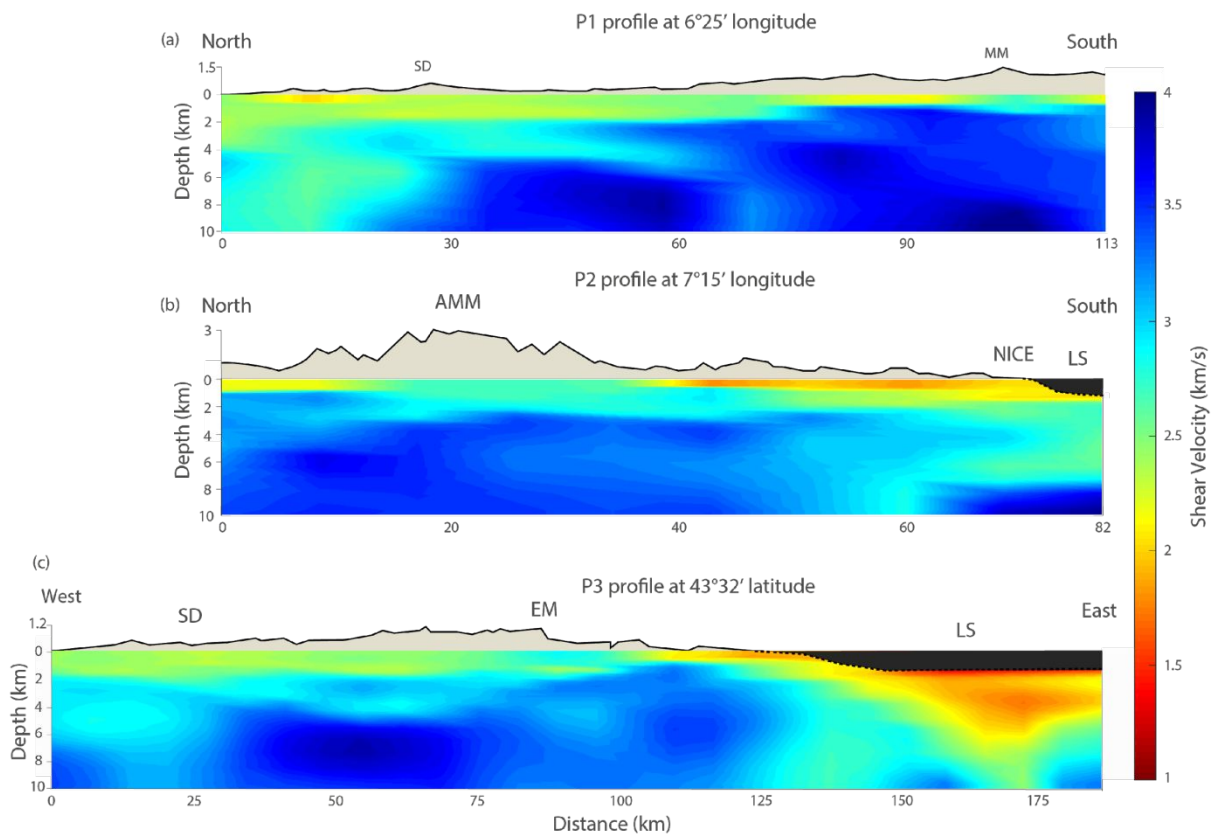 P1 profile at 6°25’ longitude
(a) North South
SD MM
1.5
0
2
4
6
8
10
Depth (km)
0 30 60 90 113
P2 profile at 7°15’ longitude
(b) North South
AMM NICE LS
3
0
2
4
6
8
10
Depth (km)
0 20 40 60 82
(c)
P3 profile at 43°32’ latitude
West East
SD EM LS
1.2
0
2
4
6
8
10
Depth (km)
0 25 50 75 100 125 150 175
Distance (km)
4
3.5
3
2.5
2
1.5
1
Shear Velocity (km/s)